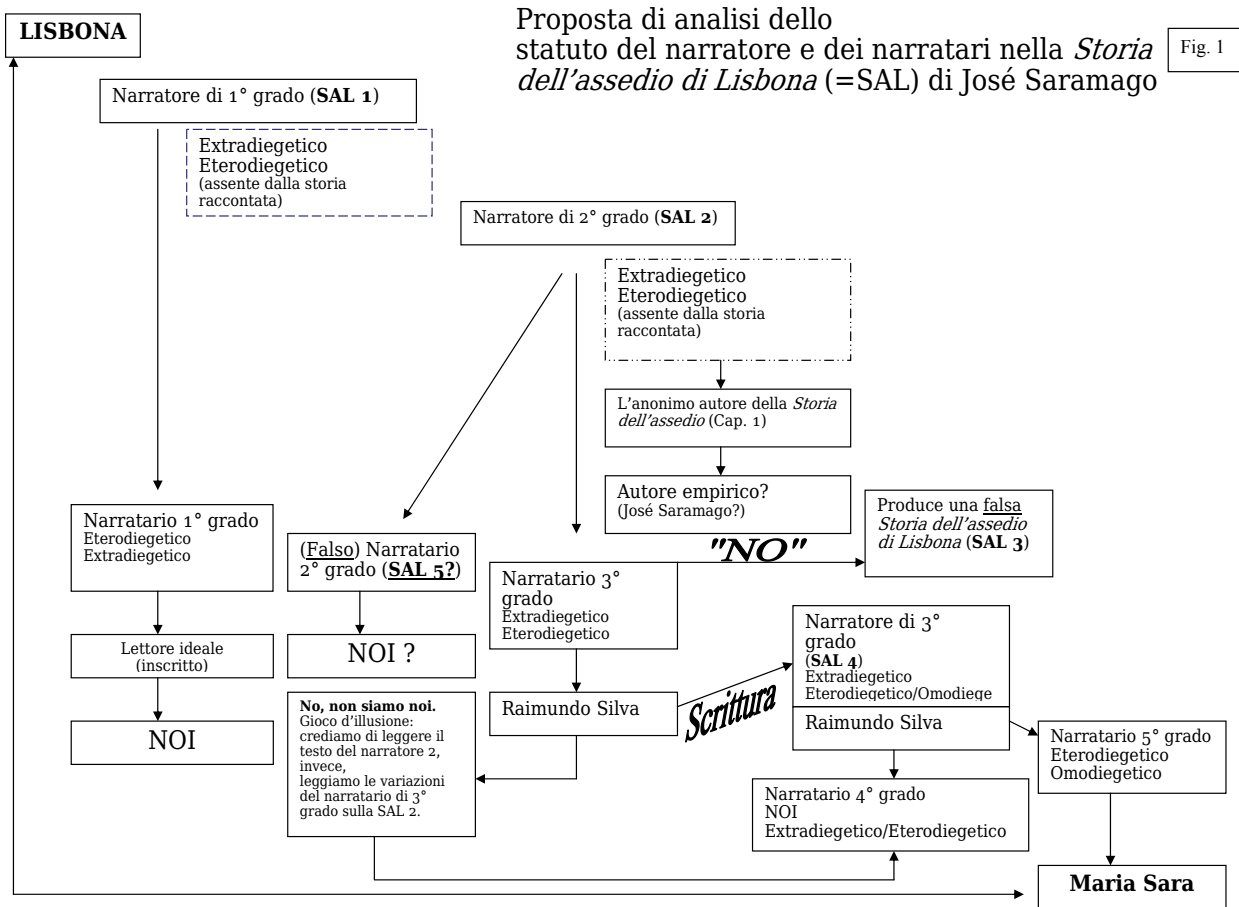 LISBONA
Proposta di analisi dello
statuto del narratore e dei narratari nella Storia
dell'assedio di Lisbona (=SAL) di José Saramago
Fig. 1
Narratore di 1° grado (SAL 1)
Extradiegetico
Eterodiegetico
(assente dalla storia
raccontata)
Narratore di 2° grado (SAL 2)
Extradiegetico
Eterodiegetico
(assente dalla storia
raccontata)
L'anonimo autore della Storia
dell'assedio (Cap. 1)
Autore empirico?
(José Saramago?)
Narratario 1° grado
Eterodiegetico
Extradiegetico
Lettore ideale
(inscritto)
NOI
(Falso) Narratario
2° grado (SAL 5?)
NOI ?
No, non siamo noi.
Gioco d'illusione:
crediamo di leggere il
testo del narratore 2,
invece,
leggiamo le variazioni
del narratario di 3°
grado sulla SAL 2.
Narratario 3°
grado
Extradiegetico
Eterodiegetico
Raimundo Silva
"NO"
Produce una falsa
Storia dell'assedio
di Lisbona (SAL 3)
Scrittura
Narratore di 3°
grado
(SAL 4)
Extradiegetico
Eterodiegetico/Omodiege
Raimundo Silva
Narratario 4° grado
NOI
Extradiegetico/Eterodiegetico
Narratario 5° grado
Eterodiegetico
Omodiegetico
Maria Sara